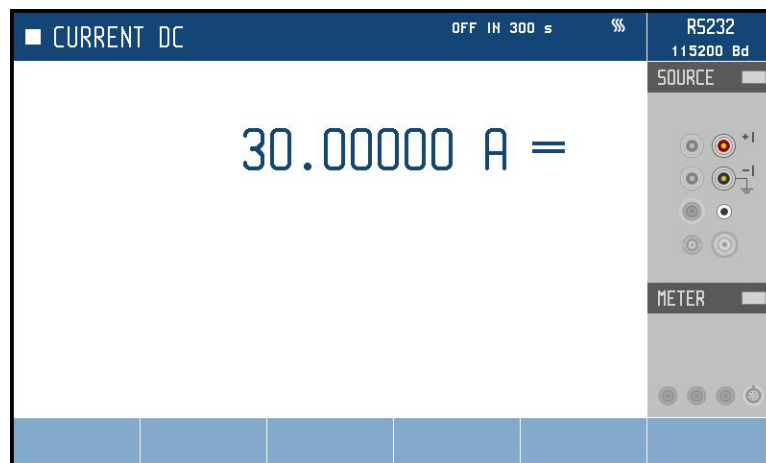 CURRENT DC
OFF IN 300 s
RS232
115200 Bd
SOURCE
30.00000 A =
+I
-I
METER